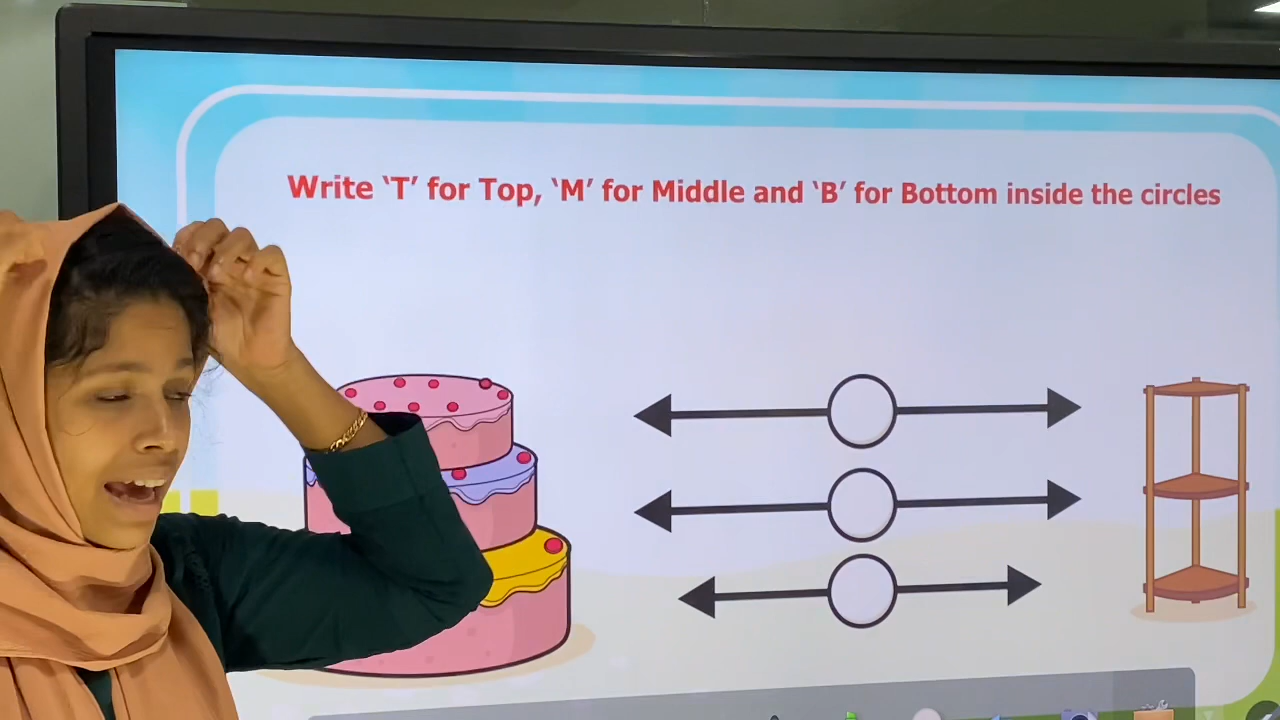 Write ‘T’ for Top, ‘M’ for Middle and ‘B’ for Bottom inside the circles